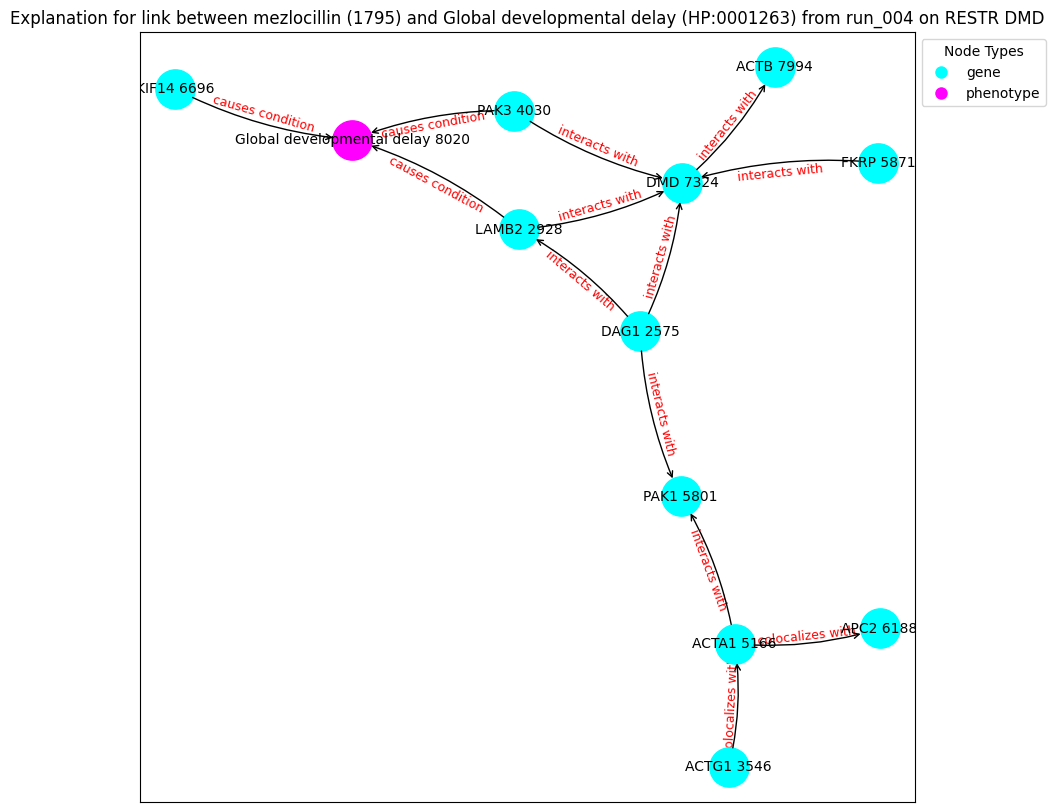 Explanation for link between mezlocillin (1795) and Global developmental delay (HP:0001263) from run_004 on RESTR DMD
Node Types
gene
phenotype
ACTB 7994
KIF14 6696
causes condition
PAK3 4030
causes condition
Global developmental delay 8020
interacts with
interacts with
FKRP 5871
interacts with
causes condition
DMD 7324
interacts with
LAMB2 2928
interacts with
interacts with
DAG1 2575
interacts with
PAK1 5801
interacts with
APC2 6188
colocalizes with
ACTA1 5166
colocalizes with
ACTG1 3546